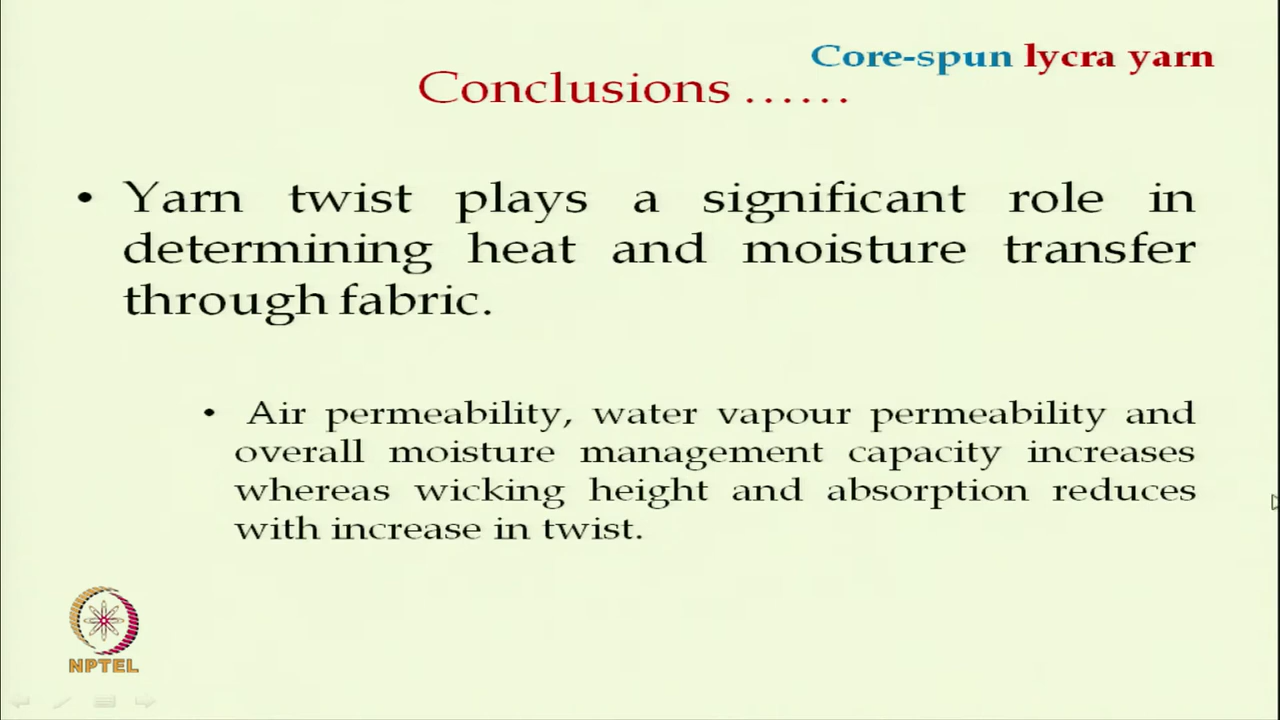 Core-spun lycra yarn
Conclusions ......
• Yarn twist plays a significant role in
determining heat and moisture transfer
through fabric.
• Air permeability, water vapour permeability and
overall moisture management capacity increases
whereas wicking height and absorption reduces
with increase in twist.
NPTEL